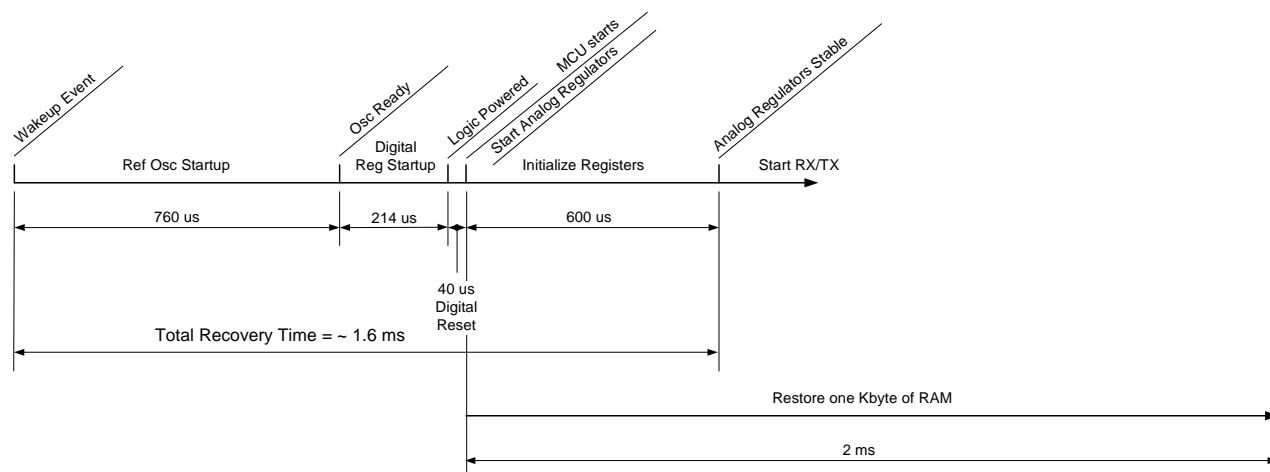 Wakeup Event
Osc Ready
Logic Powered
MCU starts
Start Analog Regulators
Analog Regulators Stable
Ref Osc Startup
Digital
Reg Startup
Initialize Registers
Start RX/TX
760 us
214 us
600 us
40 us
Digital
Reset
Total Recovery Time = ~ 1.6 ms
Restore one Kbyte of RAM
2 ms